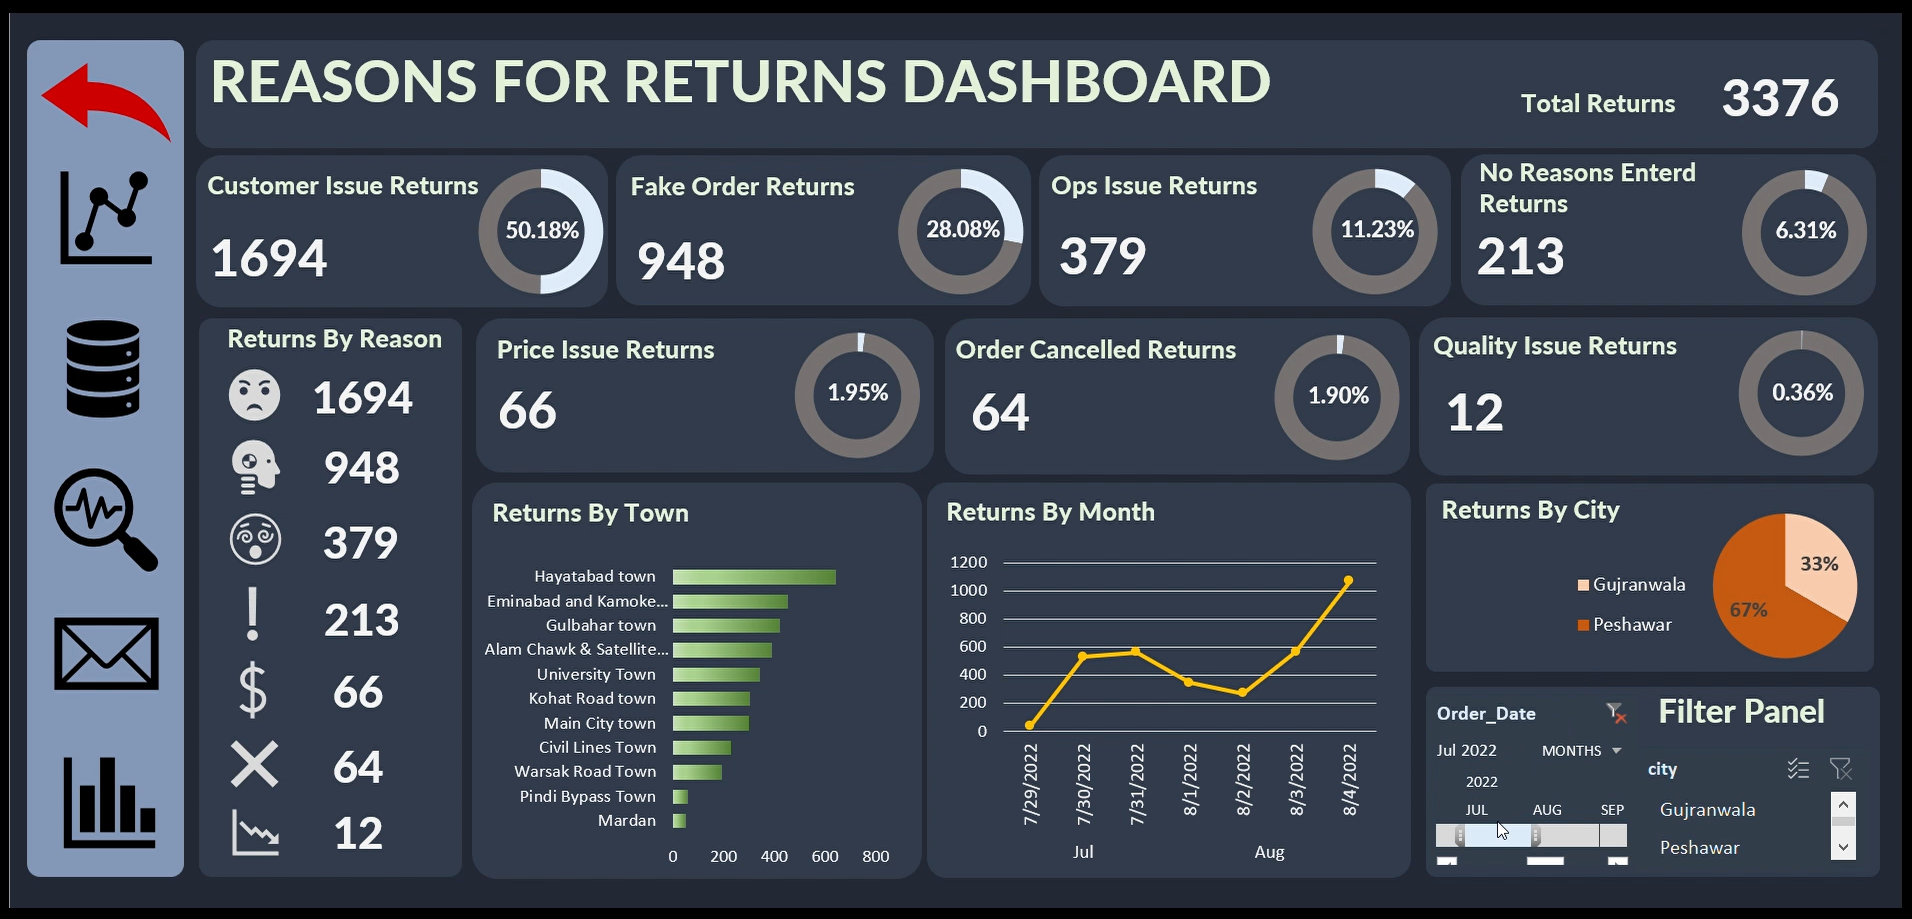 REASONS FOR RETURNS DASHBOARD
Total Returns 3376
Customer Issue Returns
1694
50.18%
Fake Order Returns
948
28.08%
Ops Issue Returns
379
11.23%
No Reasons Enterd
Returns
213
6.31%
Returns By Reason
1694
948
379
213
66
64
12
Price Issue Returns
66
1.95%
Order Cancelled Returns
64
1.90%
Quality Issue Returns
12
0.36%
Returns By Town
Hayatabad town
Eminabad and Kamoke...
Gulbahar town
Alam Chawk & Satellite...
University Town
Kohat Road town
Main City town
Civil Lines Town
Warsak Road Town
Pindi Bypass Town
Mardan
0 200 400 600 800
Returns By Month
1200
1000
800
600
400
200
0
7/29/2022
7/30/2022
7/31/2022
8/1/2022
8/2/2022
8/3/2022
8/4/2022
Jul Aug
Returns By City
Gujranwala
Peshawar
33%
67%
Order_Date
Jul 2022 MONTHS
2022
JUL AUG SEP
Filter Panel
city
Gujranwala
Peshawar